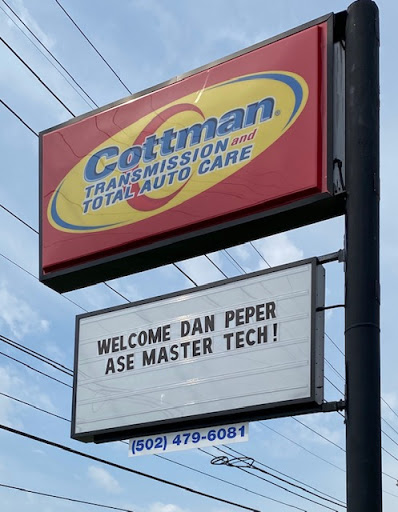 Cottman®
TRANSMISSION and
TOTAL AUTO CARE
WELCOME DAN PEPER
ASE MASTER TECH!
(502) 479-6081